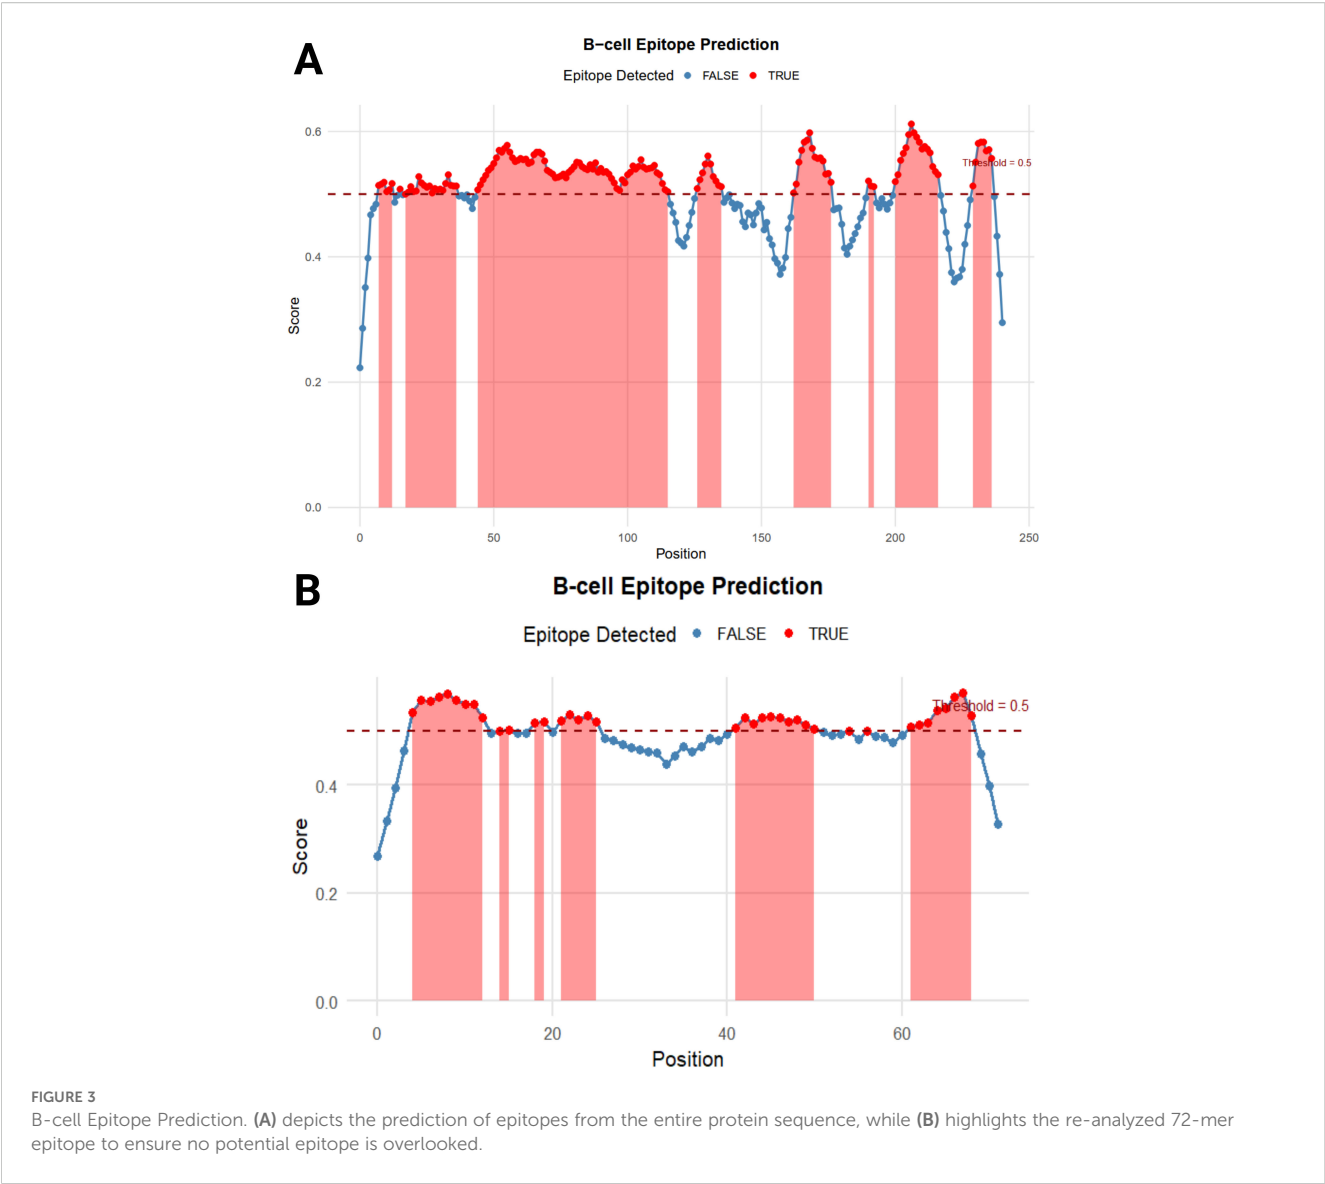 A
B−cell Epitope Prediction
Epitope Detected FALSE TRUE
0.6
Threshold = 0.5
0.4
Score
0.2
0.0
0 50 100 150 200 250
Position
B
B-cell Epitope Prediction
Epitope Detected FALSE TRUE
Threshold = 0.5
0.4
Score
0.2
0.0
0 20 40 60
Position
FIGURE 3
B-cell Epitope Prediction. (A) depicts the prediction of epitopes from the entire protein sequence, while (B) highlights the re-analyzed 72-mer
epitope to ensure no potential epitope is overlooked.